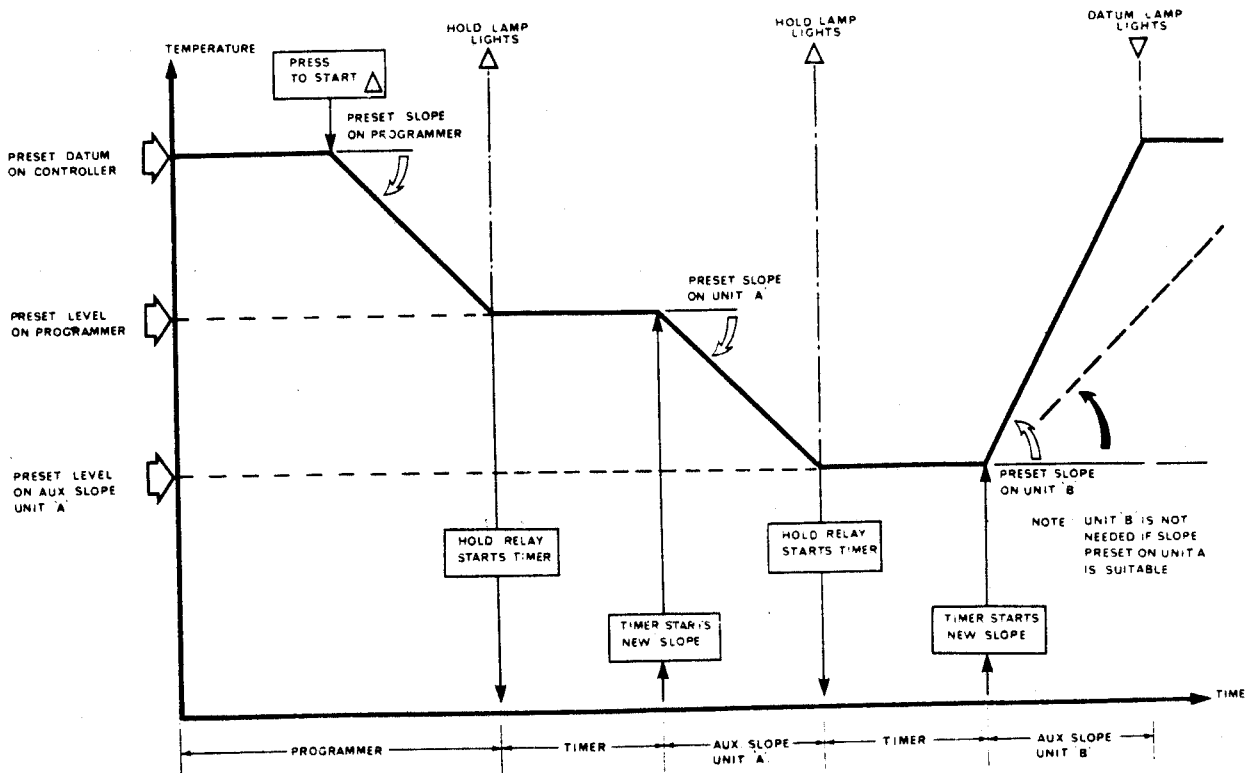 HOLD LAMP
LIGHTS
HOLD LAMP
LIGHTS
DATUM LAMP
LIGHTS
TEMPERATURE
PRESS
TO START
PRESET SLOPE
ON PROGRAMMER
PRESET DATUM
ON CONTROLLER
PRESET SLOPE
ON UNIT 'A'
PRESET LEVEL
ON PROGRAMMER
PRESET LEVEL
ON AUX SLOPE
UNIT 'A'
PRESET SLOPE
ON UNIT 'B'
NOTE UNIT 'B' IS NOT
NEEDED IF SLOPE
PRESET ON UNIT A
IS SUITABLE
HOLD RELAY
STARTS TIMER
HOLD RELAY
STARTS TIMER
TIMER STARTS
NEW SLOPE
TIMER STARTS
NEW SLOPE
TIME
PROGRAMMER
TIMER
AUX. SLOPE
UNIT 'A'
TIMER
AUX SLOPE
UNIT 'B'